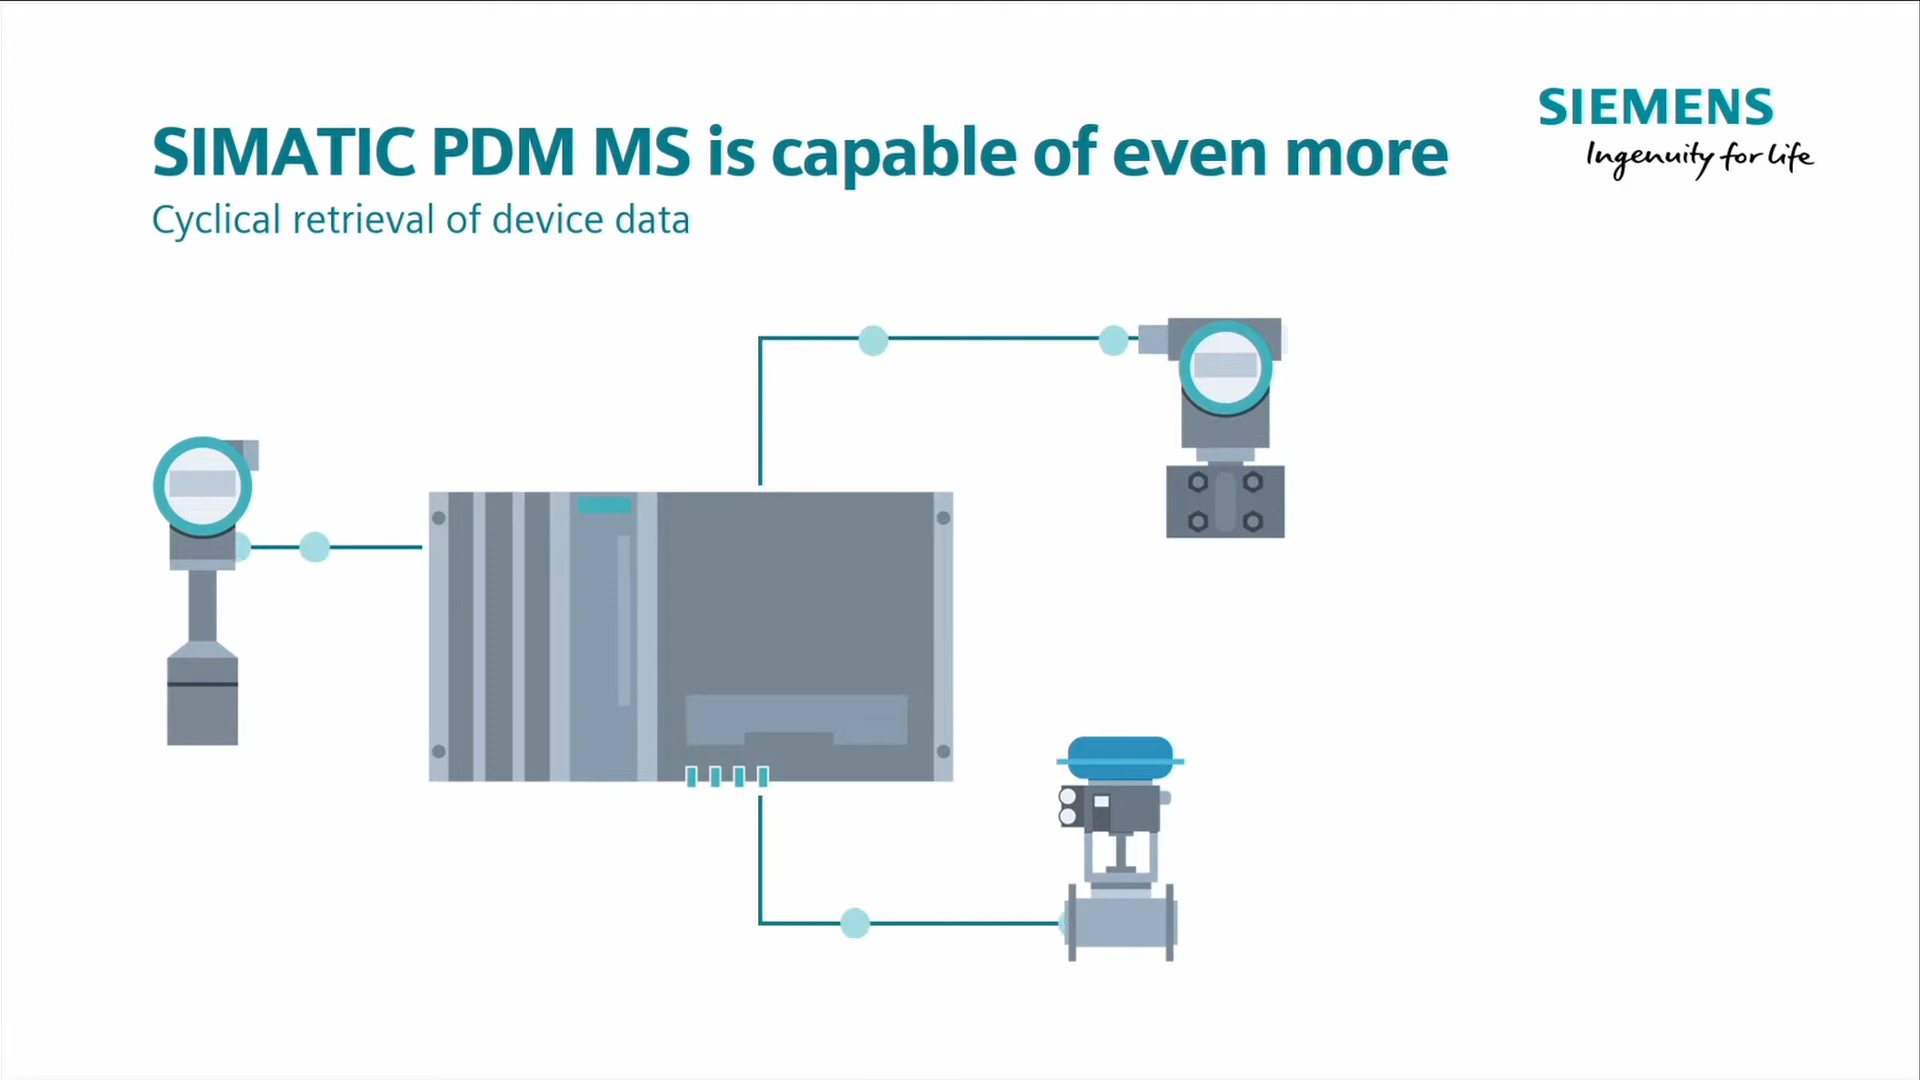 SIMATIC PDM MS is capable of even more
Cyclical retrieval of device data
SIEMENS
Ingenuity for life